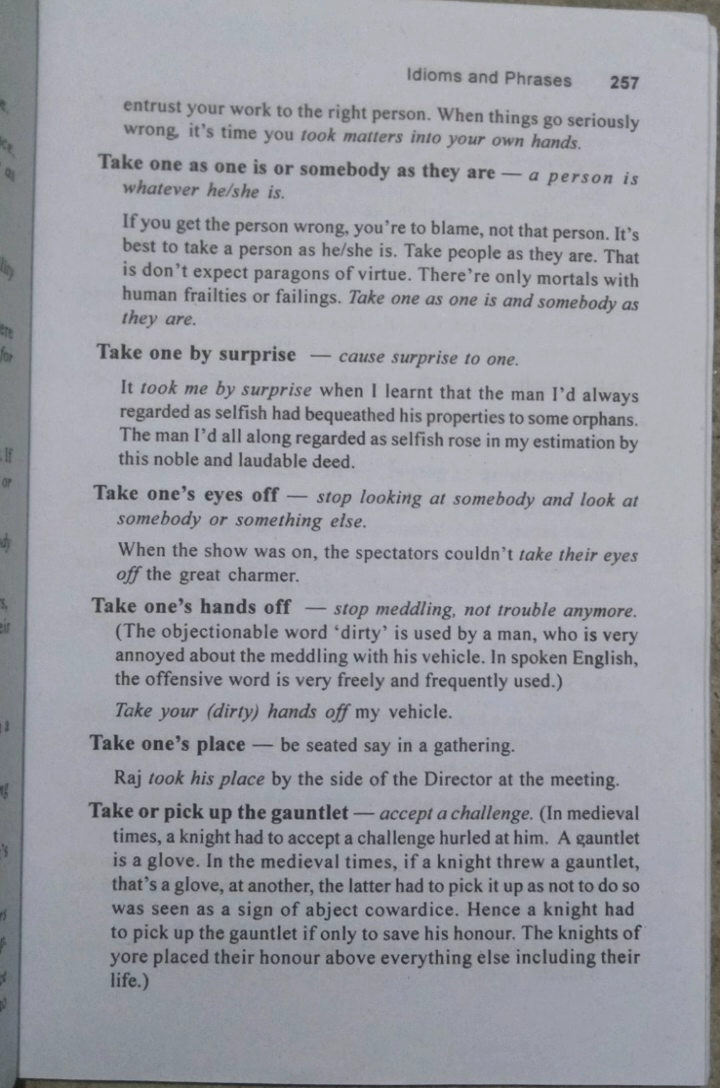 Idioms and Phrases 257
entrust your work to the right person. When things go seriously
wrong, it's time you took matters into your own hands.
Take one as one is or somebody as they are — a person is
whatever he/she is.
If you get the person wrong, you're to blame, not that person. It's
best to take a person as he/she is. Take people as they are. That
is don't expect paragons of virtue. There're only mortals with
human frailties or failings. Take one as one is and somebody as
they are.
Take one by surprise — cause surprise to one.
It took me by surprise when I learnt that the man I'd always
regarded as selfish had bequeathed his properties to some orphans.
The man I'd all along regarded as selfish rose in my estimation by
this noble and laudable deed.
Take one's eyes off — stop looking at somebody and look at
somebody or something else.
When the show was on, the spectators couldn't take their eyes
off the great charmer.
Take one's hands off — stop meddling, not trouble anymore.
(The objectionable word 'dirty' is used by a man, who is very
annoyed about the meddling with his vehicle. In spoken English,
the offensive word is very freely and frequently used.)
Take your (dirty) hands off my vehicle.
Take one's place — be seated say in a gathering.
Raj took his place by the side of the Director at the meeting.
Take or pick up the gauntlet — accept a challenge. (In medieval
times, a knight had to accept a challenge hurled at him. A gauntlet
is a glove. In the medieval times, if a knight threw a gauntlet,
that's a glove, at another, the latter had to pick it up as not to do so
was seen as a sign of abject cowardice. Hence a knight had
to pick up the gauntlet if only to save his honour. The knights of
yore placed their honour above everything else including their
life.)